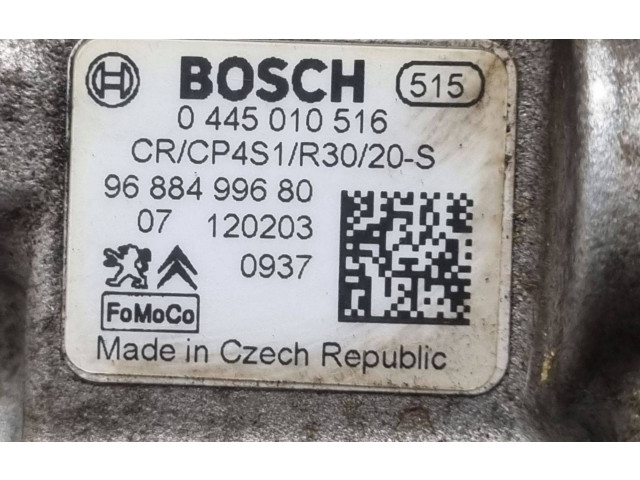 BOSCH 515
0 445 010 516
CR/CP4S1/R30/20-S
96 884 996 80
07 120203
0937
FoMoCo
Made in Czech Republic